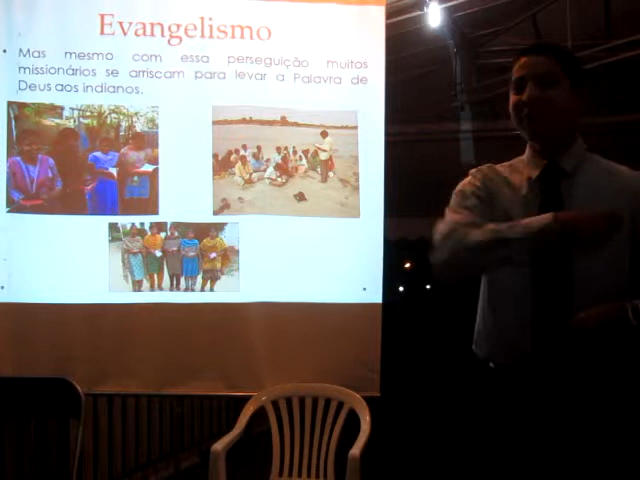 Evangelismo
Mas mesmo com essa perseguição muitos
missionários se arriscam para levar a Palavra de
Deus aos indianos.